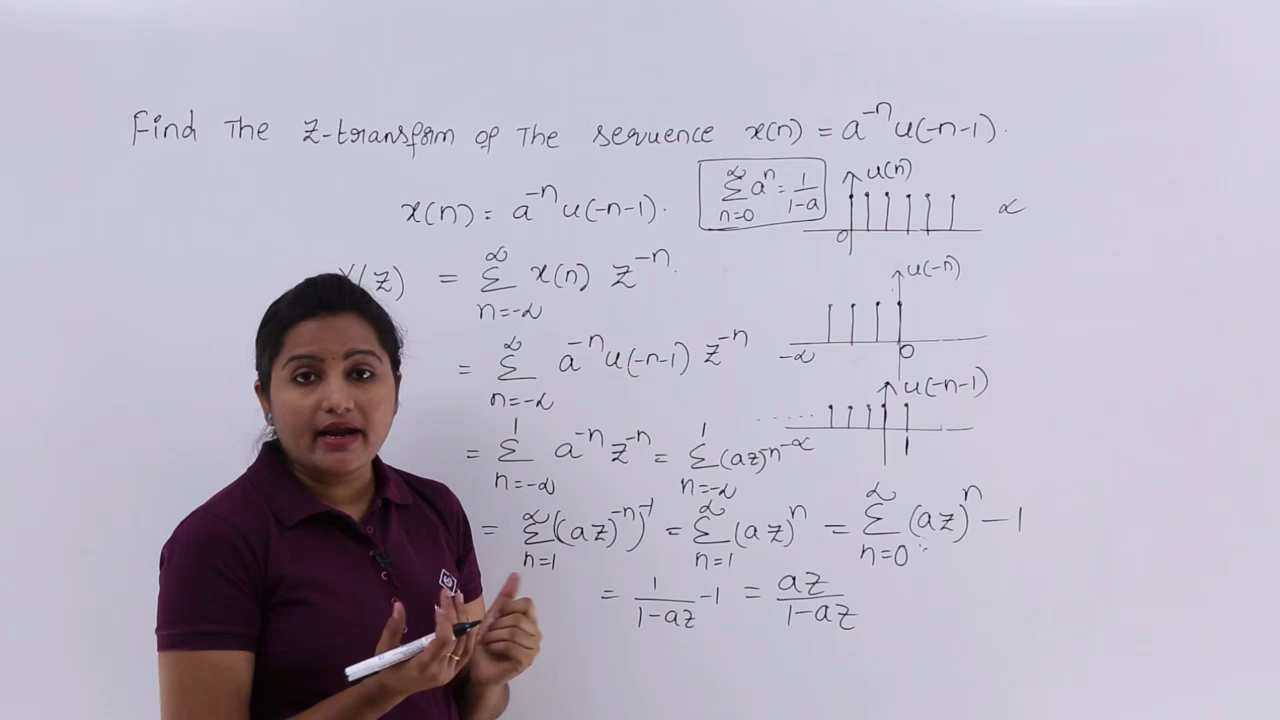 Find The Z-transform of The seruence x(n) = a^{-n} u(-n-1).
x(n) = a^{-n} u(-n-1).
∞∑n=0 a^n = 1/(1-a)
u(n)
0 ∞
X(z) = ∞∑n=-∞ x(n) z^{-n}.
u(-n)
-∞ 0
= ∞∑n=-∞ a^{-n} u(-n-1) z^{-n}
u(-n-1)
..... 1
-∞
= 1∑n=-∞ a^{-n} z^{-n} = 1∑n=-∞ (az)^{-n}
= ∞∑n=1 ((az)^{-n})^{-1} = ∞∑n=1 (az)^n = ∞∑n=0 (az)^n - 1
= 1/(1-az) - 1 = az/(1-az)